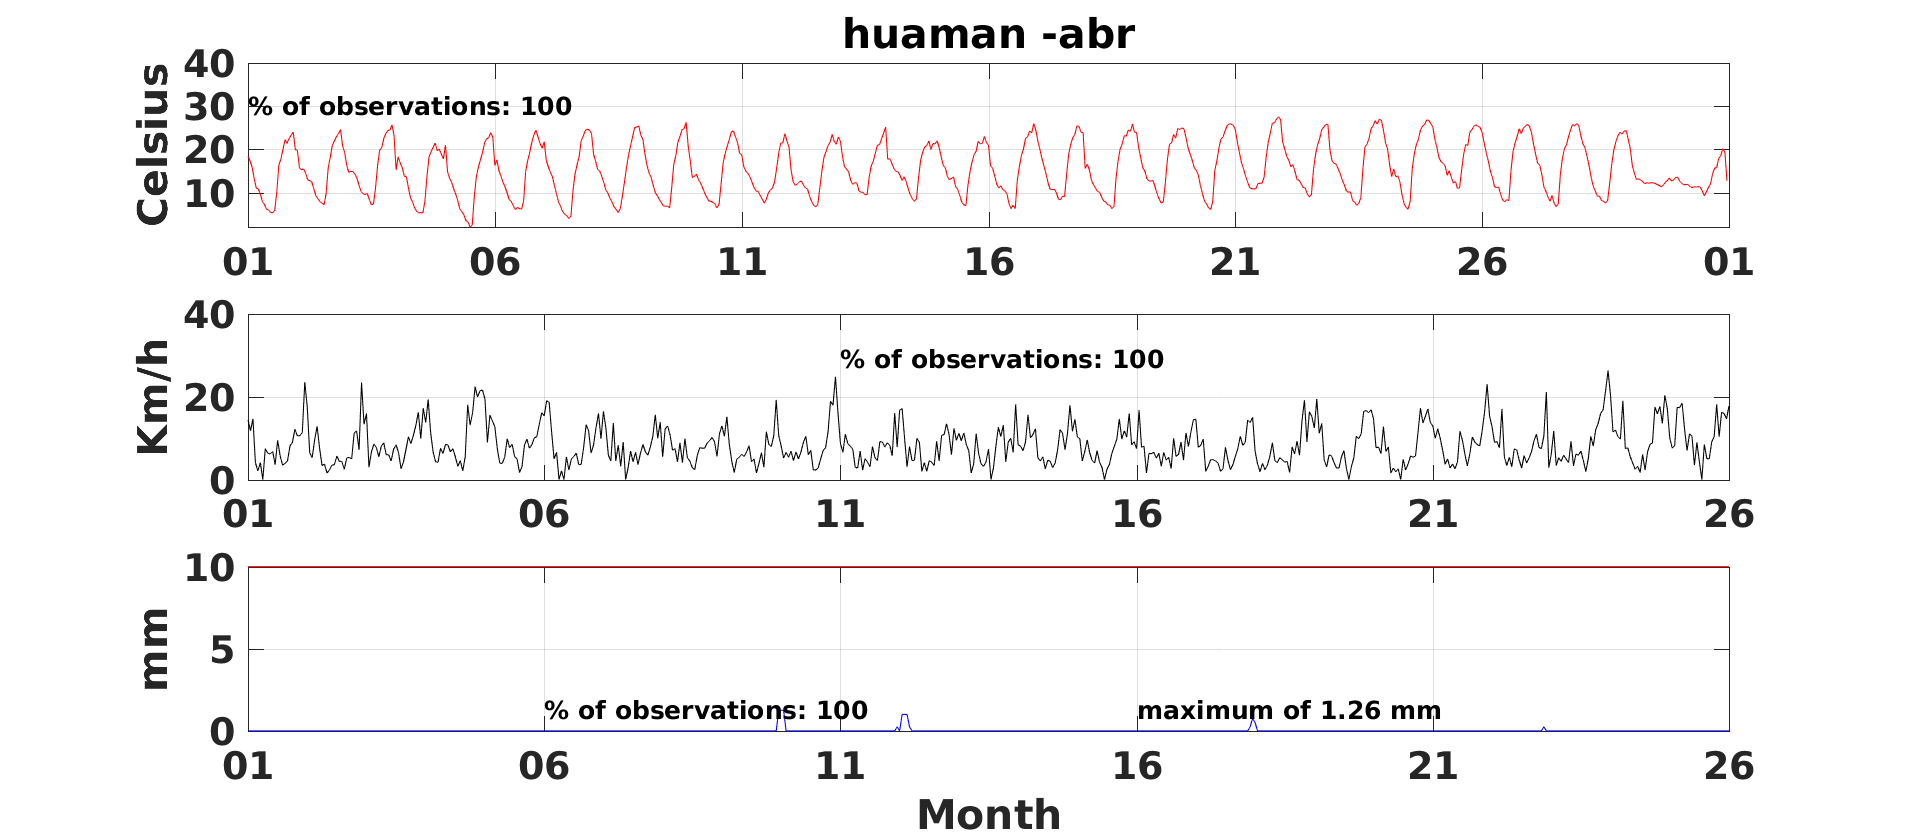 huaman -abr
Celsius
40
30
20
10
% of observations: 100
01 06 11 16 21 26 01
Km/h
40
20
0
% of observations: 100
01 06 11 16 21 26
mm
10
5
0
% of observations: 100 maximum of 1.26 mm
01 06 11 16 21 26
Month